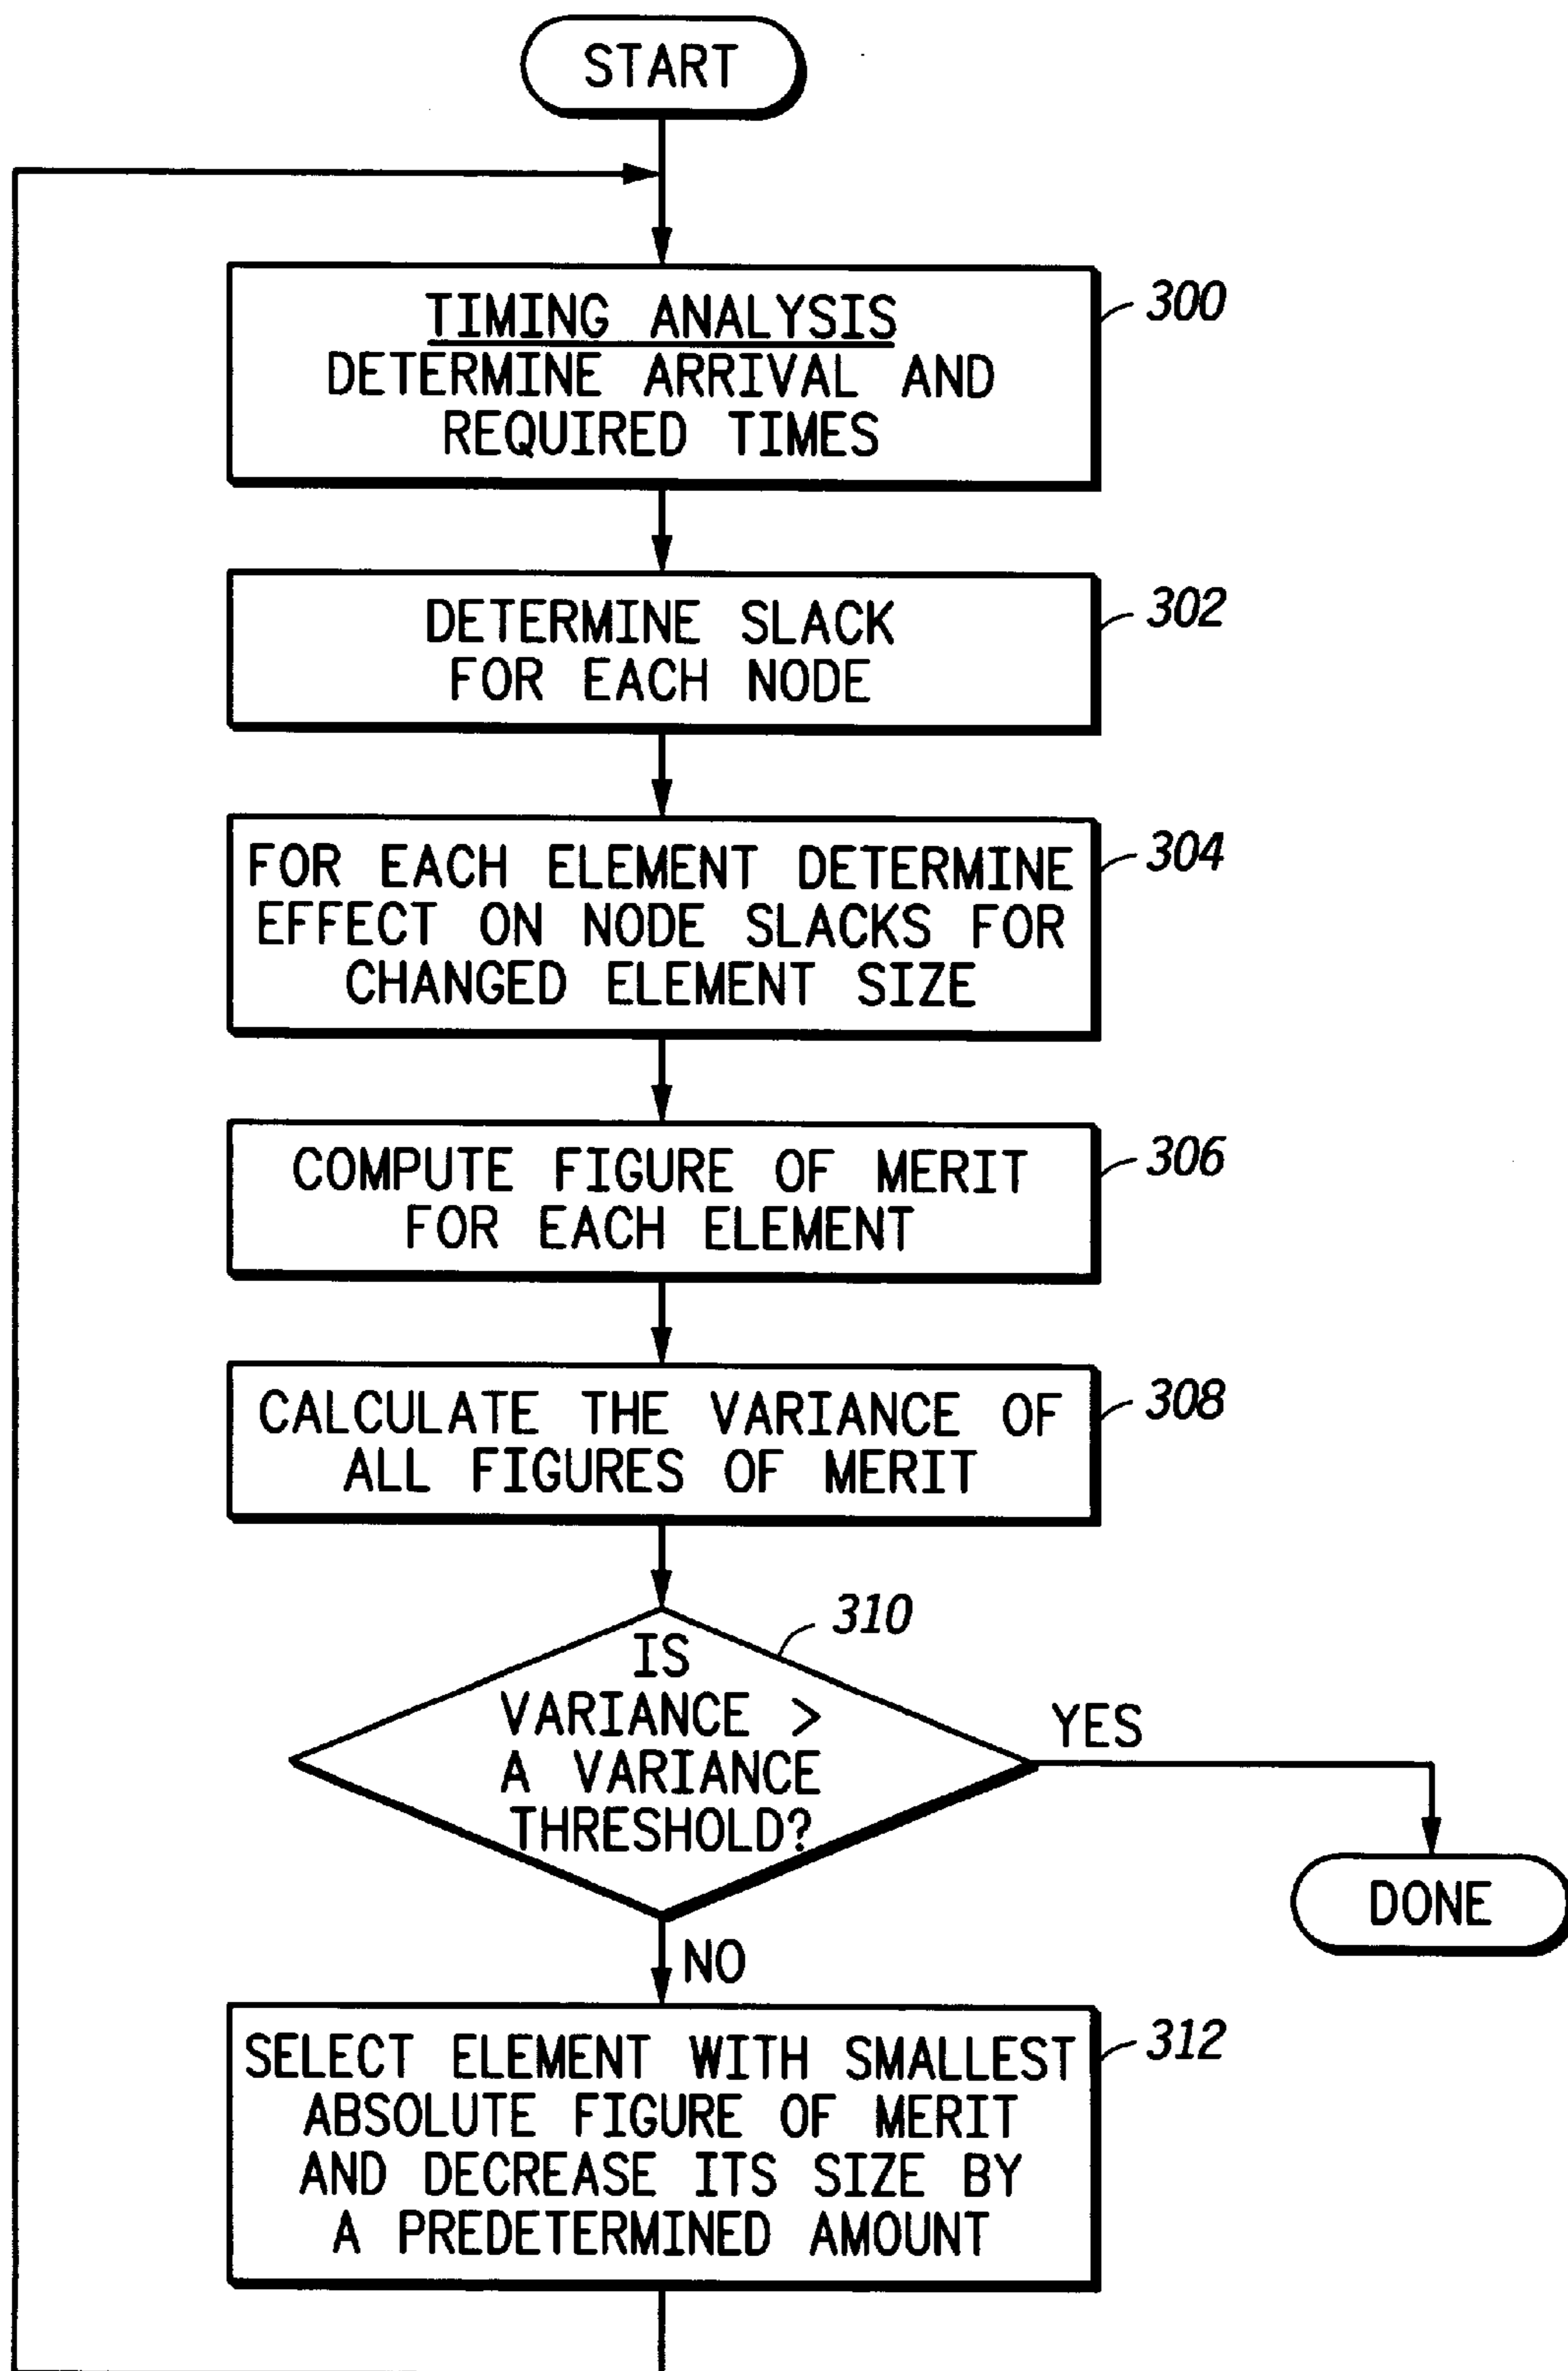 START
TIMING ANALYSIS
DETERMINE ARRIVAL AND
REQUIRED TIMES
300
DETERMINE SLACK
FOR EACH NODE
302
FOR EACH ELEMENT DETERMINE
EFFECT ON NODE SLACKS FOR
CHANGED ELEMENT SIZE
304
COMPUTE FIGURE OF MERIT
FOR EACH ELEMENT
306
CALCULATE THE VARIANCE OF
ALL FIGURES OF MERIT
308
310
IS
VARIANCE >
A VARIANCE
THRESHOLD?
YES
DONE
NO
SELECT ELEMENT WITH SMALLEST
ABSOLUTE FIGURE OF MERIT
AND DECREASE ITS SIZE BY
A PREDETERMINED AMOUNT
312